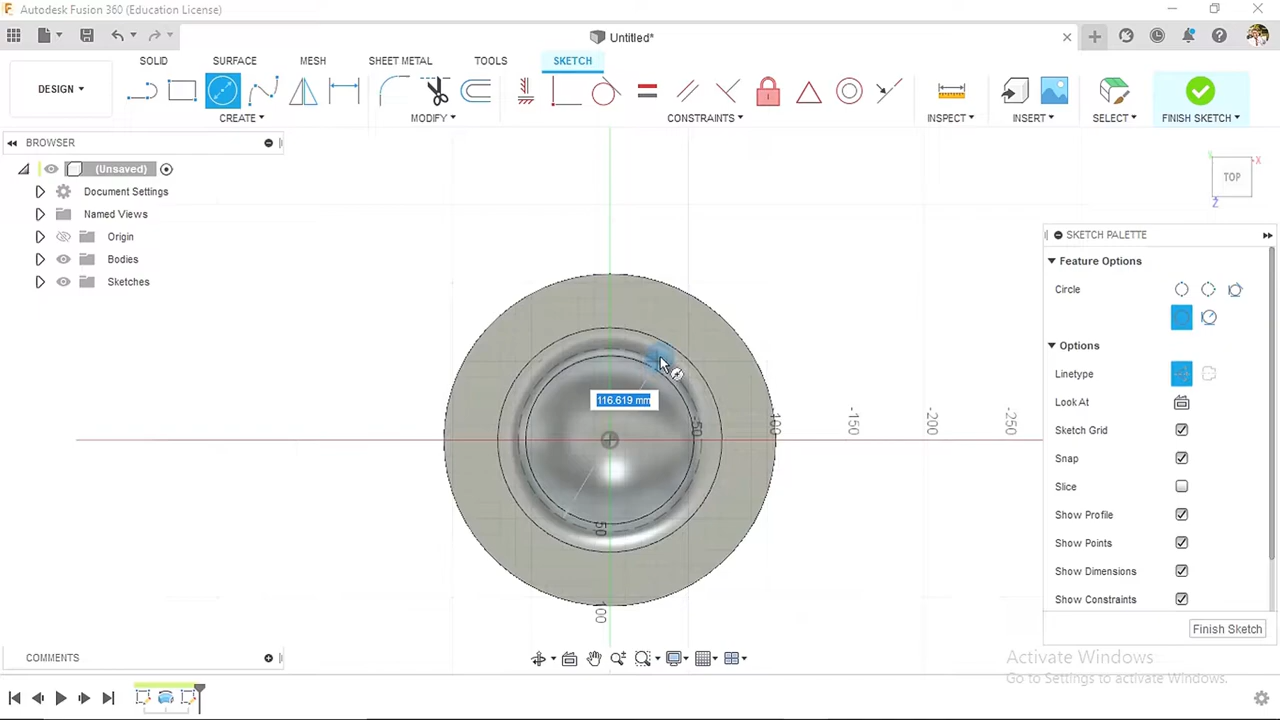 Autodesk Fusion 360 (Education License)
Untitled*
DESIGN
SOLID
SURFACE
MESH
SHEET METAL
TOOLS
SKETCH
CREATE
MODIFY
CONSTRAINTS
INSPECT
INSERT
SELECT
FINISH SKETCH
BROWSER
(Unsaved)
Document Settings
Named Views
Origin
Bodies
Sketches
TOP
X
Y
Z
116.619 mm
50
100
-50
-100
-150
-200
-250
SKETCH PALETTE
Feature Options
Circle
Options
Linetype
Look At
Sketch Grid
Snap
Slice
Show Profile
Show Points
Show Dimensions
Show Constraints
Finish Sketch
COMMENTS
Activate Windows
Go to Settings to activate Windows.